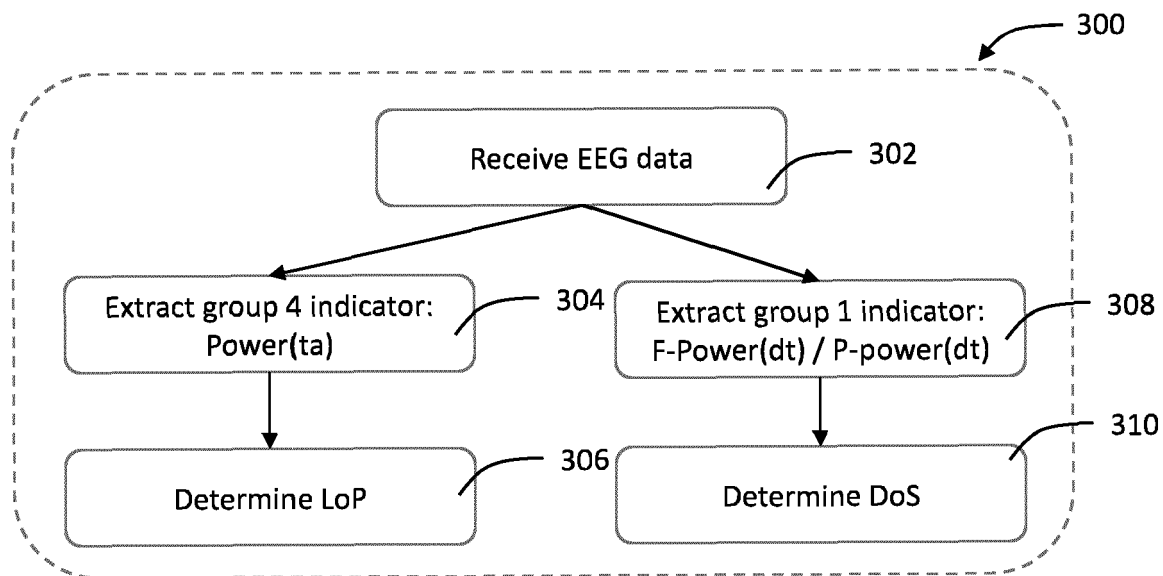 300
Receive EEG data
302
Extract group 4 indicator:
Power(ta)
304
Extract group 1 indicator:
F-Power(dt) / P-power(dt)
308
Determine LoP
306
Determine DoS
310